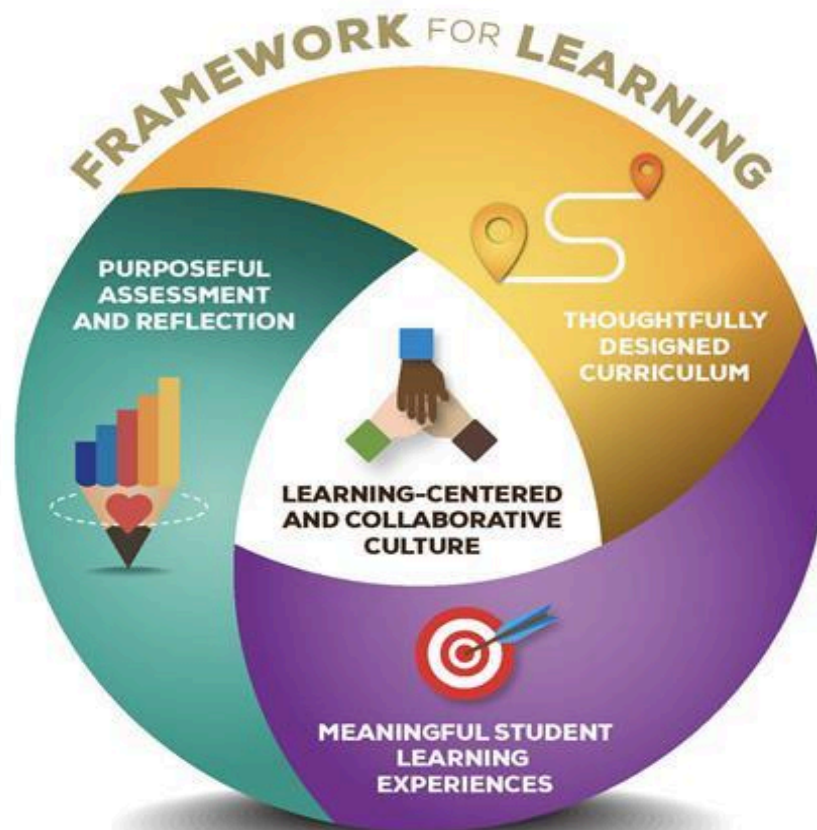 FRAMEWORK FOR LEARNING
PURPOSEFUL
ASSESSMENT
AND REFLECTION
THOUGHTFULLY
DESIGNED
CURRICULUM
LEARNING-CENTERED
AND COLLABORATIVE
CULTURE
MEANINGFUL STUDENT
LEARNING
EXPERIENCES